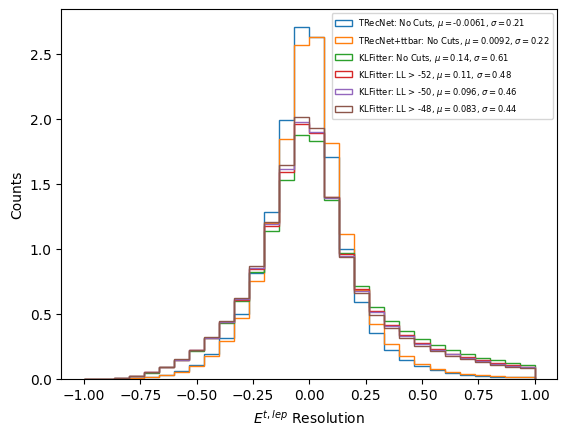 TRecNet: No Cuts, μ = -0.0061, σ = 0.21
TRecNet+ttbar: No Cuts, μ = 0.0092, σ = 0.22
KLFitter: No Cuts, μ = 0.14, σ = 0.61
KLFitter: LL > -52, μ = 0.11, σ = 0.48
KLFitter: LL > -50, μ = 0.096, σ = 0.46
KLFitter: LL > -48, μ = 0.083, σ = 0.44
2.5
2.0
1.5
1.0
0.5
0.0
Counts
−1.00 −0.75 −0.50 −0.25 0.00 0.25 0.50 0.75 1.00
E^{t, lep} Resolution